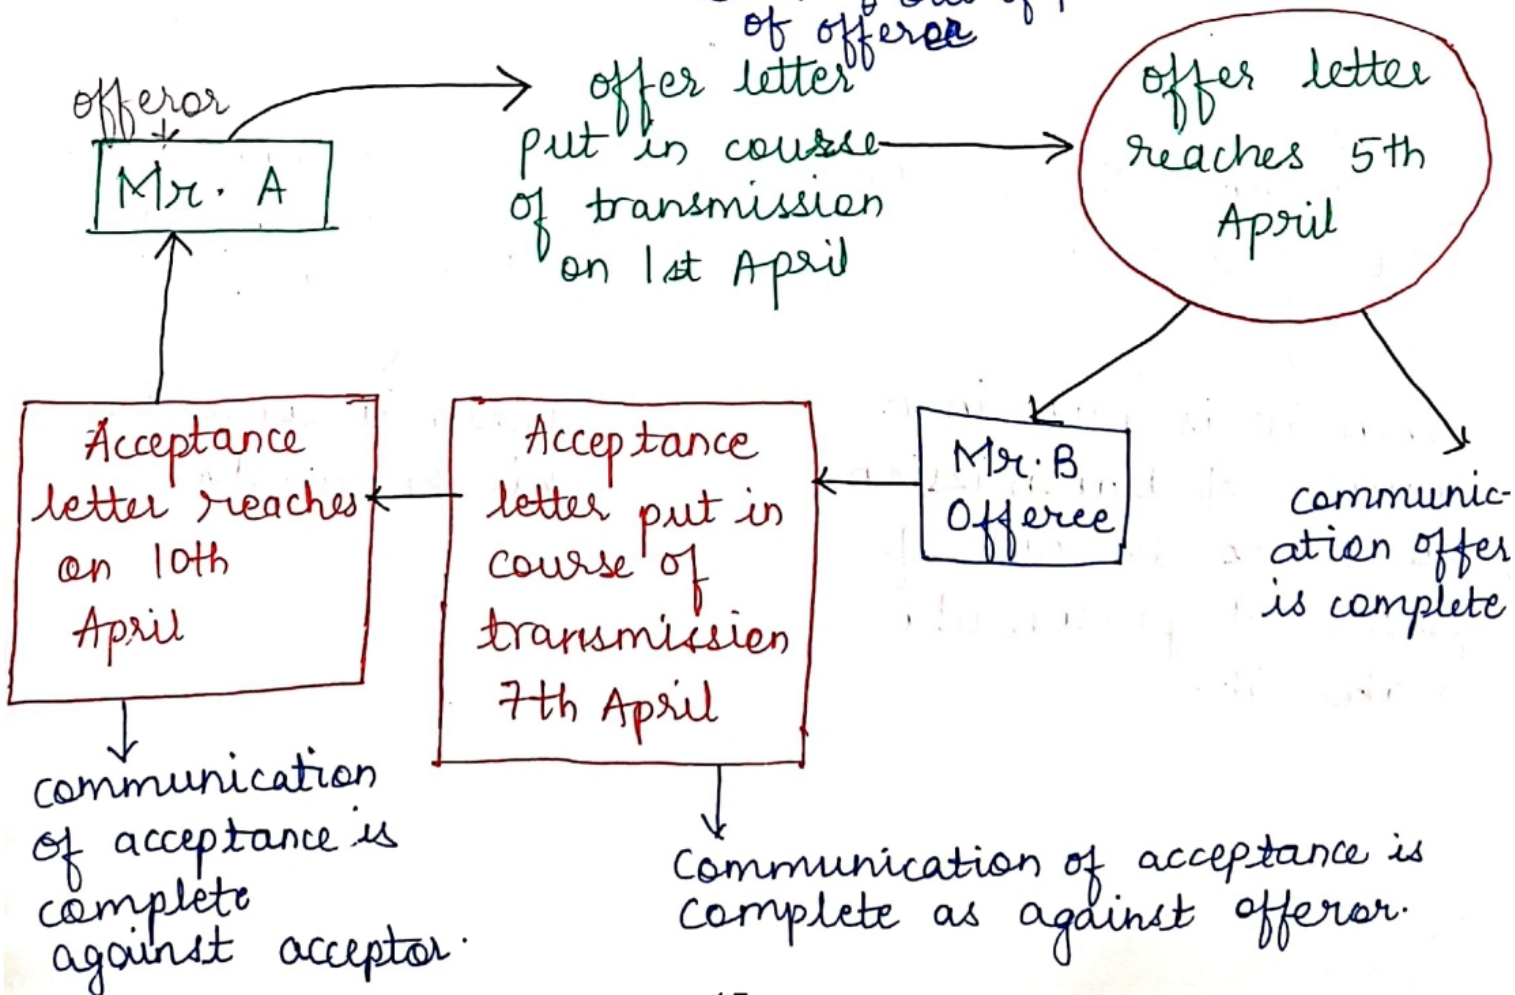 of offeree
offeror
Mr. A
offer letter
put in course
of transmission
on 1st April
offer letter
reaches 5th
April
Mr. B
Offeree
communic-
ation offer
is complete
Acceptance
letter put in
course of
transmission
7th April
Acceptance
letter reaches
on 10th
April
communication
of acceptance is
complete
against acceptor.
Communication of acceptance is
complete as against offeror.